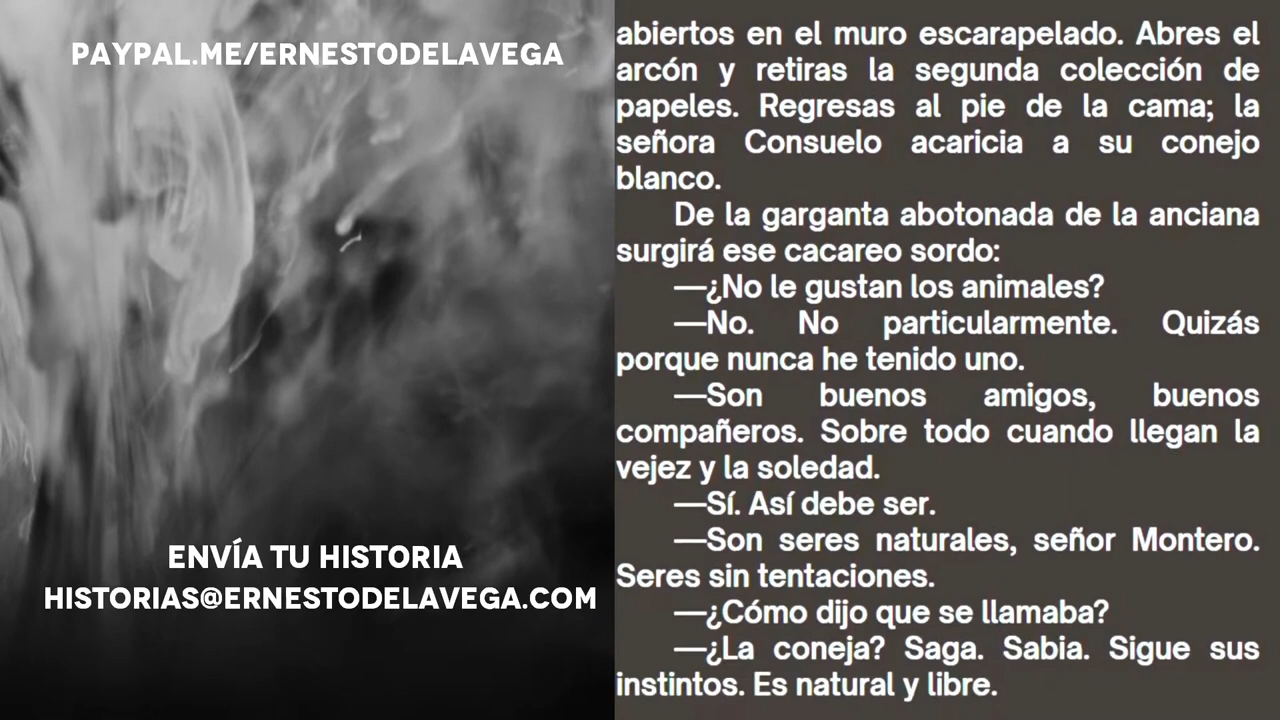 PAYPAL.ME/ERNESTODELAVEGA
ENVÍA TU HISTORIA
HISTORIAS@ERNESTODELAVEGA.COM
abiertos en el muro escarapelado. Abres el
arcón y retiras la segunda colección de
papeles. Regresas al pie de la cama; la
señora Consuelo acaricia a su conejo
blanco.
De la garganta abotonada de la anciana
surgirá ese cacareo sordo:
—¿No le gustan los animales?
—No. No particularmente. Quizás
porque nunca he tenido uno.
—Son buenos amigos, buenos
compañeros. Sobre todo cuando llegan la
vejez y la soledad.
—Sí. Así debe ser.
—Son seres naturales, señor Montero.
Seres sin tentaciones.
—¿Cómo dijo que se llamaba?
—¿La coneja? Saga. Sabia. Sigue sus
instintos. Es natural y libre.